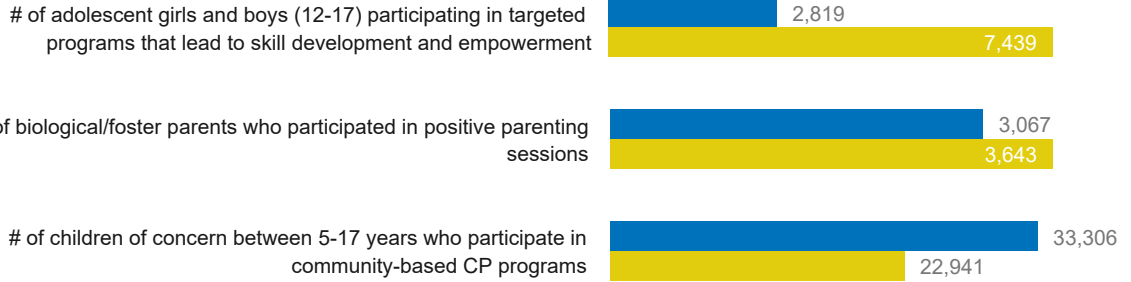 # of adolescent girls and boys (12-17) participating in targeted
programs that lead to skill development and empowerment
2,819
7,439
of biological/foster parents who participated in positive parenting
sessions
3,067
3,643
# of children of concern between 5-17 years who participate in
community-based CP programs
33,306
22,941